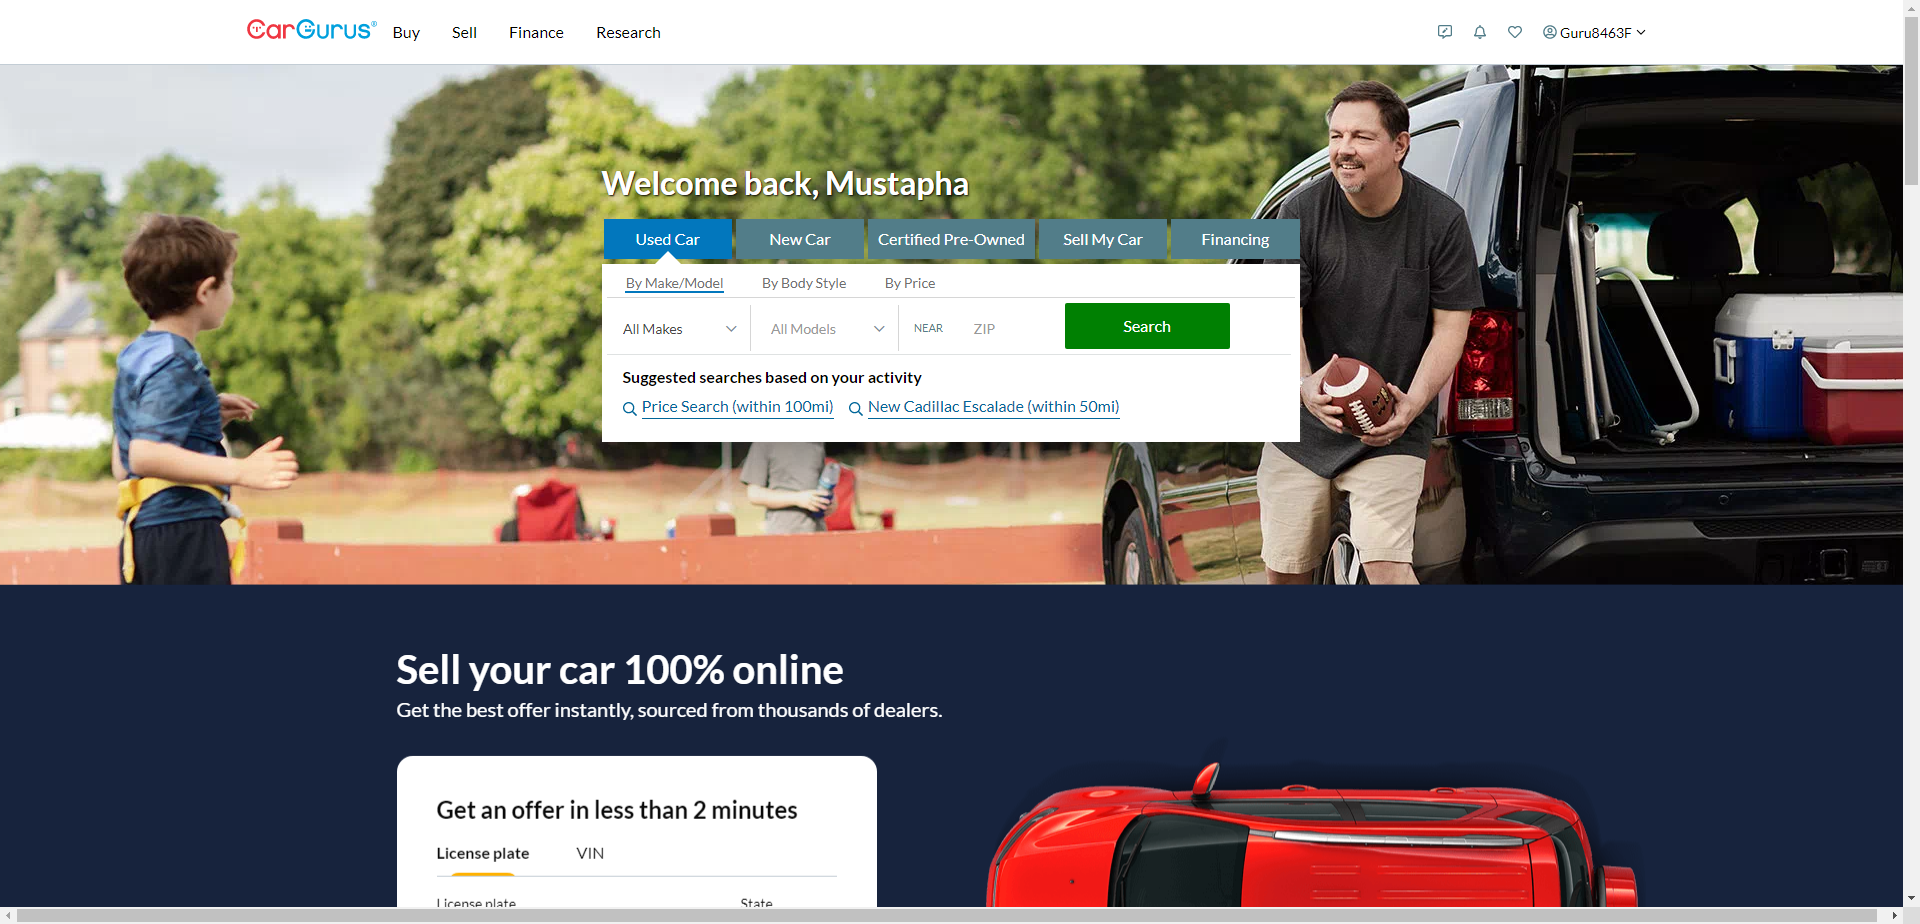 CarGurus®
Buy
Sell
Finance
Research
Guru8463F
Welcome back, Mustapha
Used Car
New Car
Certified Pre-Owned
Sell My Car
Financing
By Make/Model
By Body Style
By Price
All Makes
All Models
NEAR
ZIP
Search
Suggested searches based on your activity
Price Search (within 100mi)
New Cadillac Escalade (within 50mi)
Sell your car 100% online
Get the best offer instantly, sourced from thousands of dealers.
Get an offer in less than 2 minutes
License plate
VIN
License plate
State